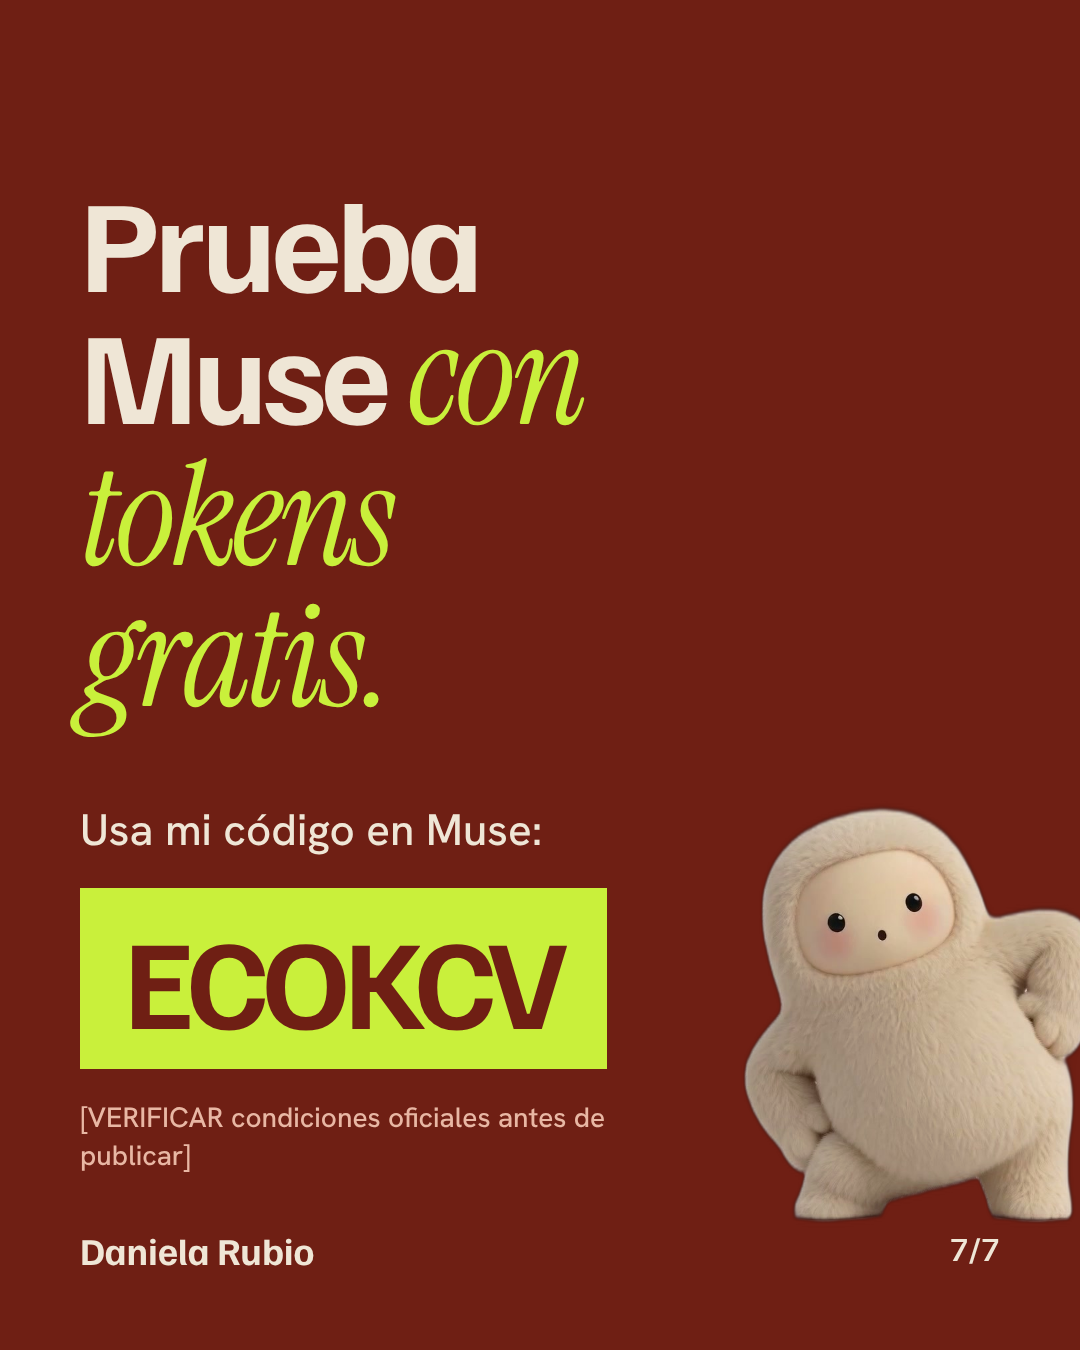 Prueba
Muse con
tokens
gratis.
Usa mi código en Muse:
ECOKCV
[VERIFICAR condiciones oficiales antes de
publicar]
Daniela Rubio
7/7